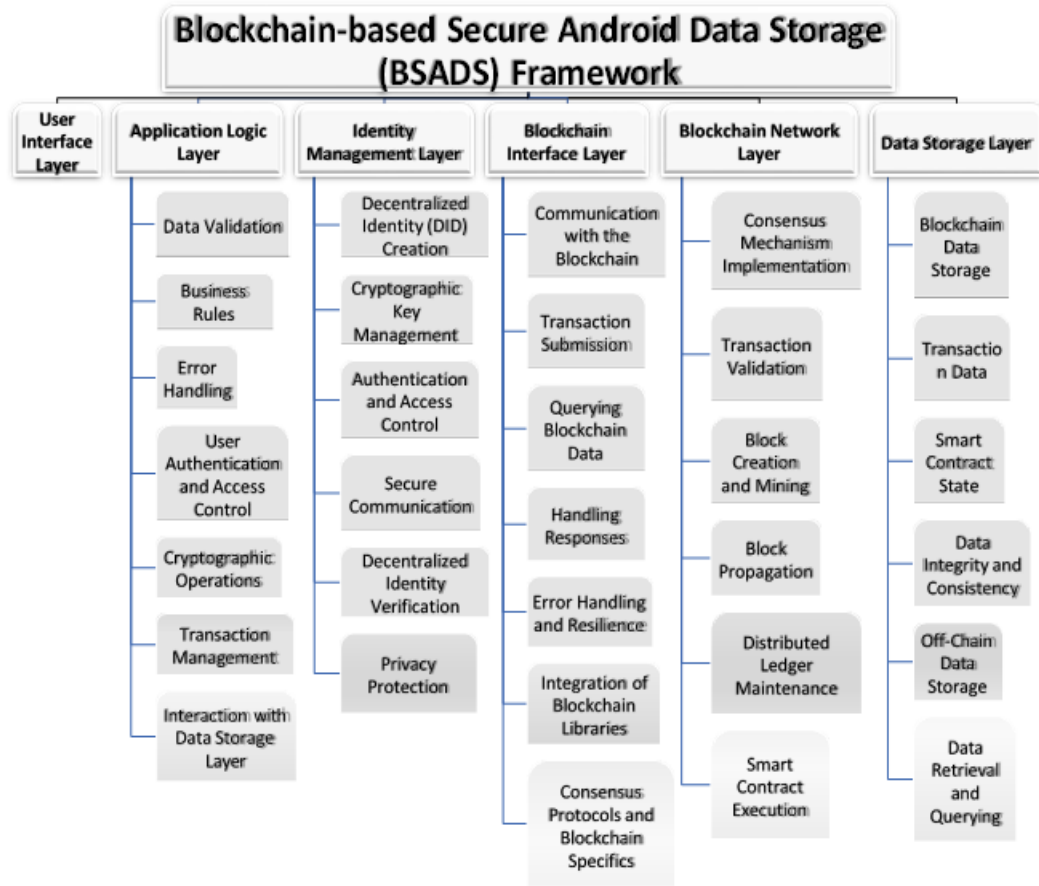 Blockchain-based Secure Android Data Storage
(BSADS) Framework
User
Interface
Layer
Application Logic
Layer
Identity
Management Layer
Blockchain
Interface Layer
Blockchain Network
Layer
Data Storage Layer
Data Validation
Business
Rules
Error
Handling
User
Authentication
and Access
Control
Cryptographic
Operations
Transaction
Management
Interaction with
Data Storage
Layer
Decentralized
Identity (DID)
Creation
Cryptographic
Key
Management
Authentication
and Access
Control
Secure
Communication
Decentralized
Identity
Verification
Privacy
Protection
Communication
with the
Blockchain
Transaction
Submission
Querying
Blockchain
Data
Handling
Responses
Error Handling
and Resilience
Integration of
Blockchain
Libraries
Consensus
Protocols and
Blockchain
Specifics
Consensus
Mechanism
Implementation
Transaction
Validation
Block
Creation
and Mining
Block
Propagation
Distributed
Ledger
Maintenance
Smart
Contract
Execution
Blockchain
Data
Storage
Transactio
n Data
Smart
Contract
State
Data
Integrity and
Consistency
Off-Chain
Data
Storage
Data
Retrieval
and
Querying